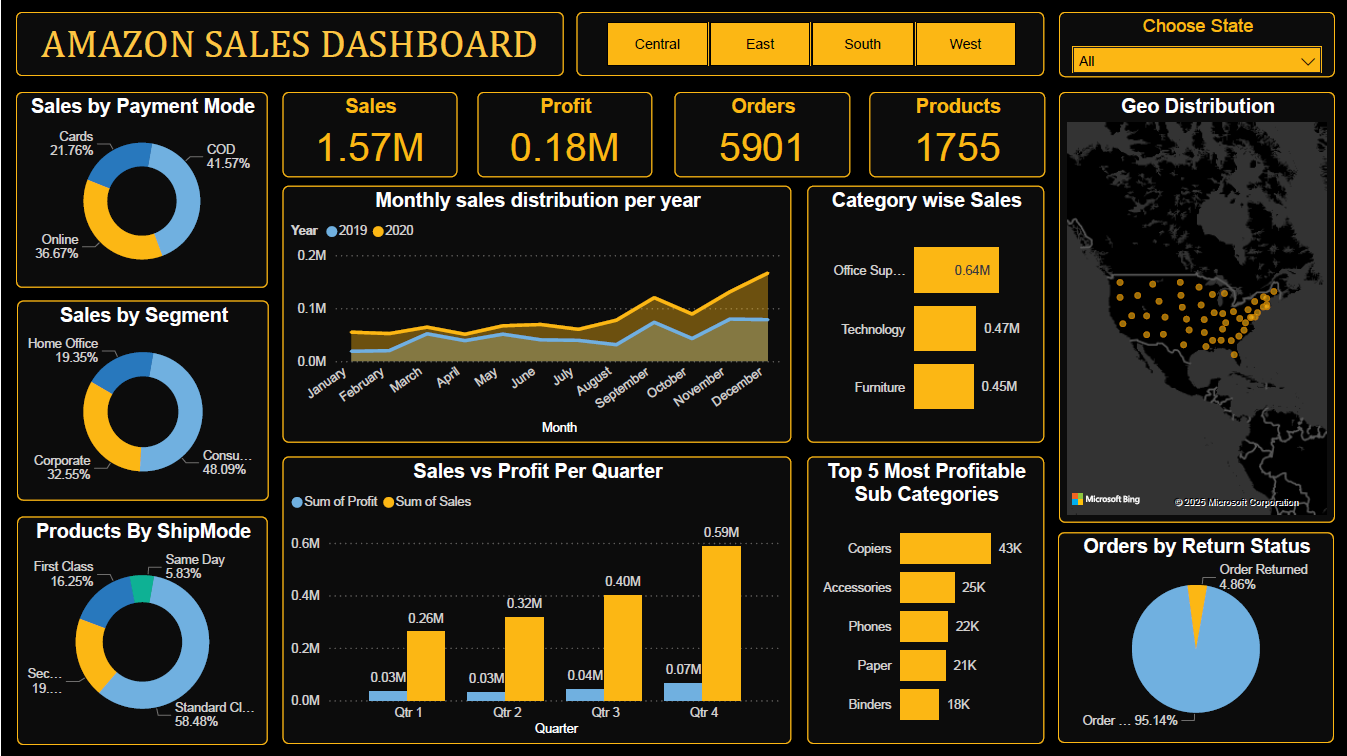 AMAZON SALES DASHBOARD
Central
East
South
West
Choose State
All
Sales by Payment Mode
Cards
21.76%
COD
41.57%
Online
36.67%
Sales
1.57M
Profit
0.18M
Orders
5901
Products
1755
Geo Distribution
Microsoft Bing
© 2025 Microsoft Corporation
Monthly sales distribution per year
Year
2019
2020
0.2M
0.1M
0.0M
January
February
March
April
May
June
July
August
September
October
November
December
Month
Category wise Sales
Office Sup...
0.64M
Technology
0.47M
Furniture
0.45M
Sales by Segment
Home Office
19.35%
Corporate
32.55%
Consu...
48.09%
Sales vs Profit Per Quarter
Sum of Profit
Sum of Sales
0.6M
0.4M
0.2M
0.0M
0.03M
0.26M
0.03M
0.32M
0.04M
0.40M
0.07M
0.59M
Qtr 1
Qtr 2
Qtr 3
Qtr 4
Quarter
Top 5 Most Profitable
Sub Categories
Copiers
43K
Accessories
25K
Phones
22K
Paper
21K
Binders
18K
Products By ShipMode
First Class
16.25%
Same Day
5.83%
Sec...
19....
Standard Cl...
58.48%
Orders by Return Status
Order Returned
4.86%
Order ... 95.14%